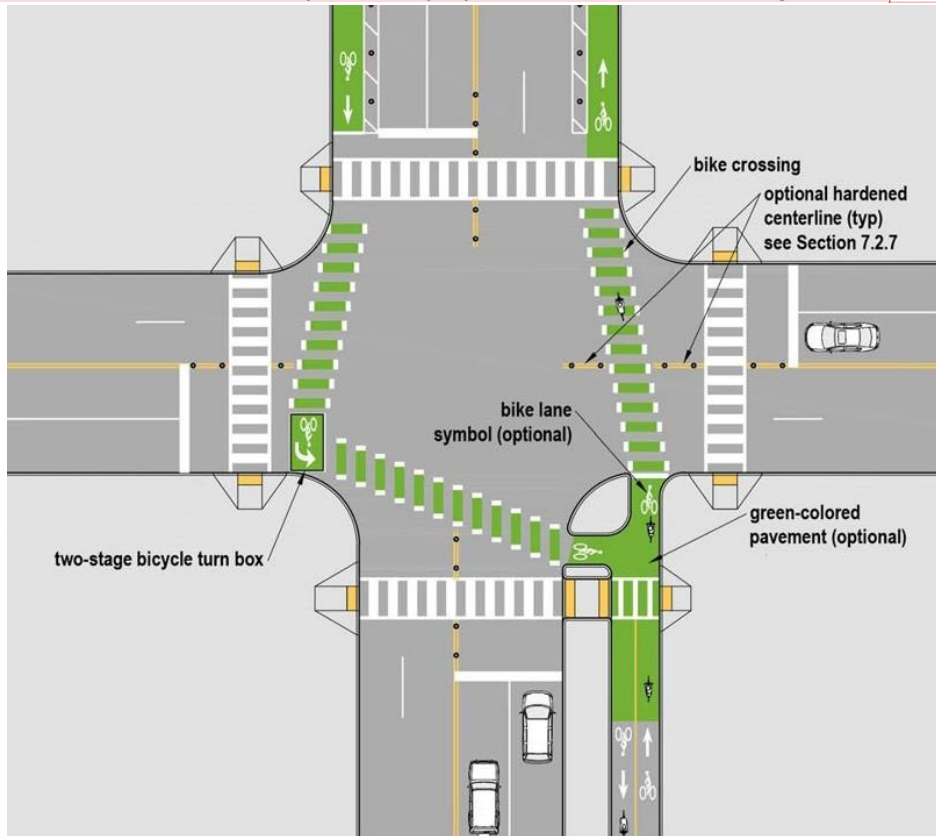 bike crossing
optional hardened
centerline (typ)
see Section 7.2.7
bike lane
symbol (optional)
green-colored
pavement (optional)
two-stage bicycle turn box